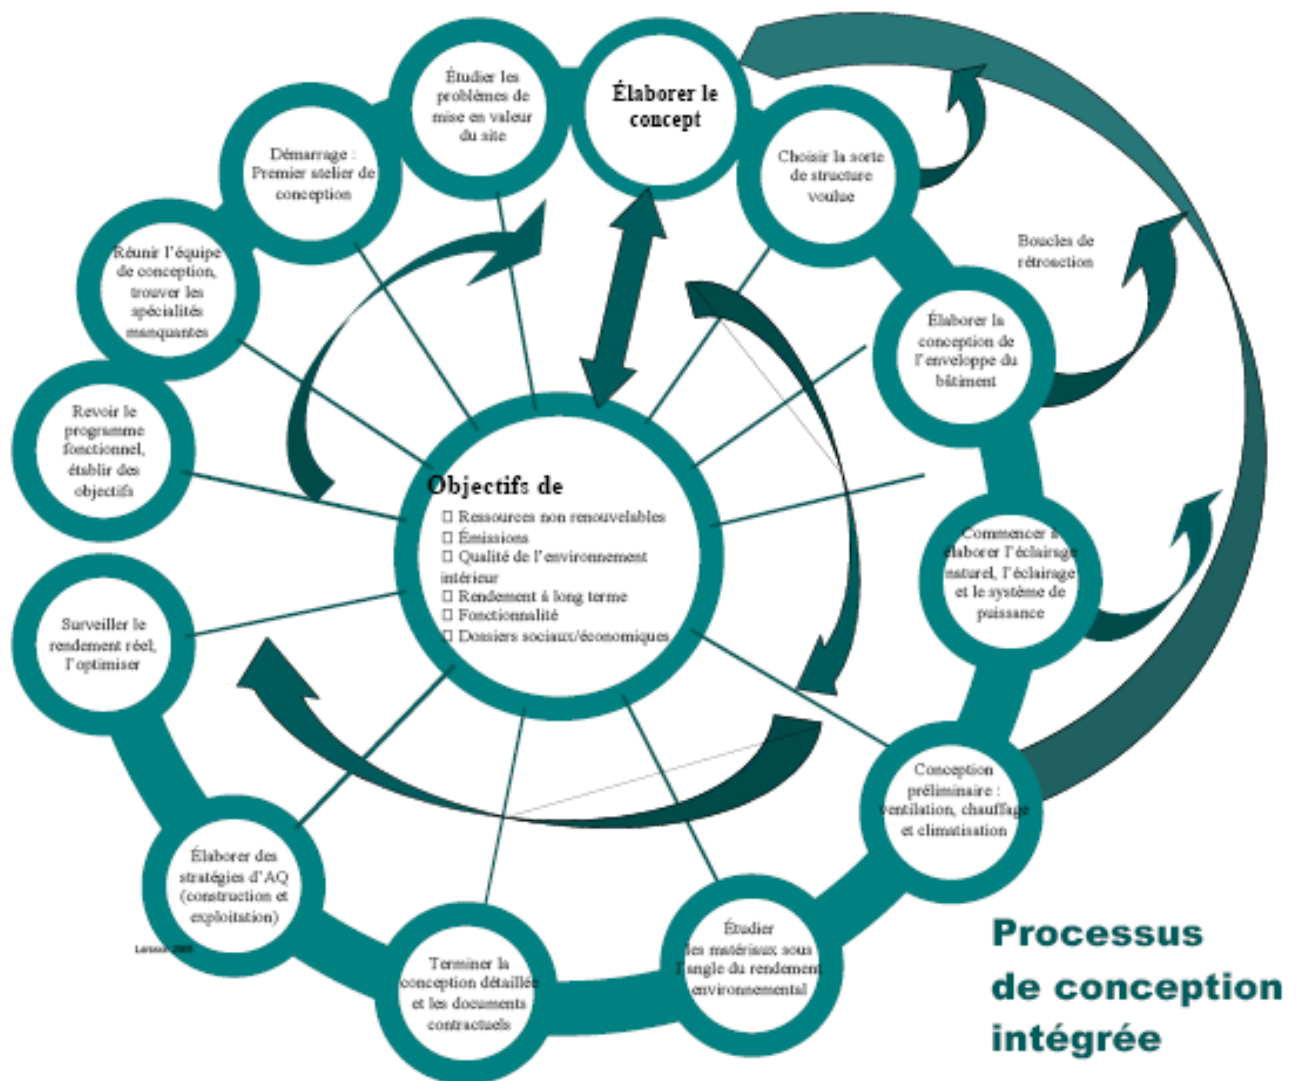 Étudier les
problèmes de
mise en valeur
du site
Élaborer le
concept
Choisir la sorte
de structure
voulue
Démarrage :
Premier atelier de
conception
Réunir l'équipe
de conception,
trouver les
spécialités
manquantes
Boucles de
rétroaction
Élaborer la
conception de
l'enveloppe du
bâtiment
Revoir le
programme
fonctionnel,
établir des
objectifs
Objectifs de
Ressources non renouvelables
Émissions
Qualité de l'environnement
intérieur
Rendement à long terme
Fonctionnalité
Dossiers sociaux/économiques
Commencer à
élaborer l'éclairage
naturel, l'éclairage
et le système de
puissance
Surveiller le
rendement réel,
l'optimiser
Conception
préliminaire :
ventilation, chauffage
et climatisation
Élaborer des
stratégies d'AQ
(construction et
exploitation)
Étudier
les matériaux sous
l'angle du rendement
environnemental
Terminer la
conception détaillée
et les documents
contractuels
Processus
de conception
intégrée